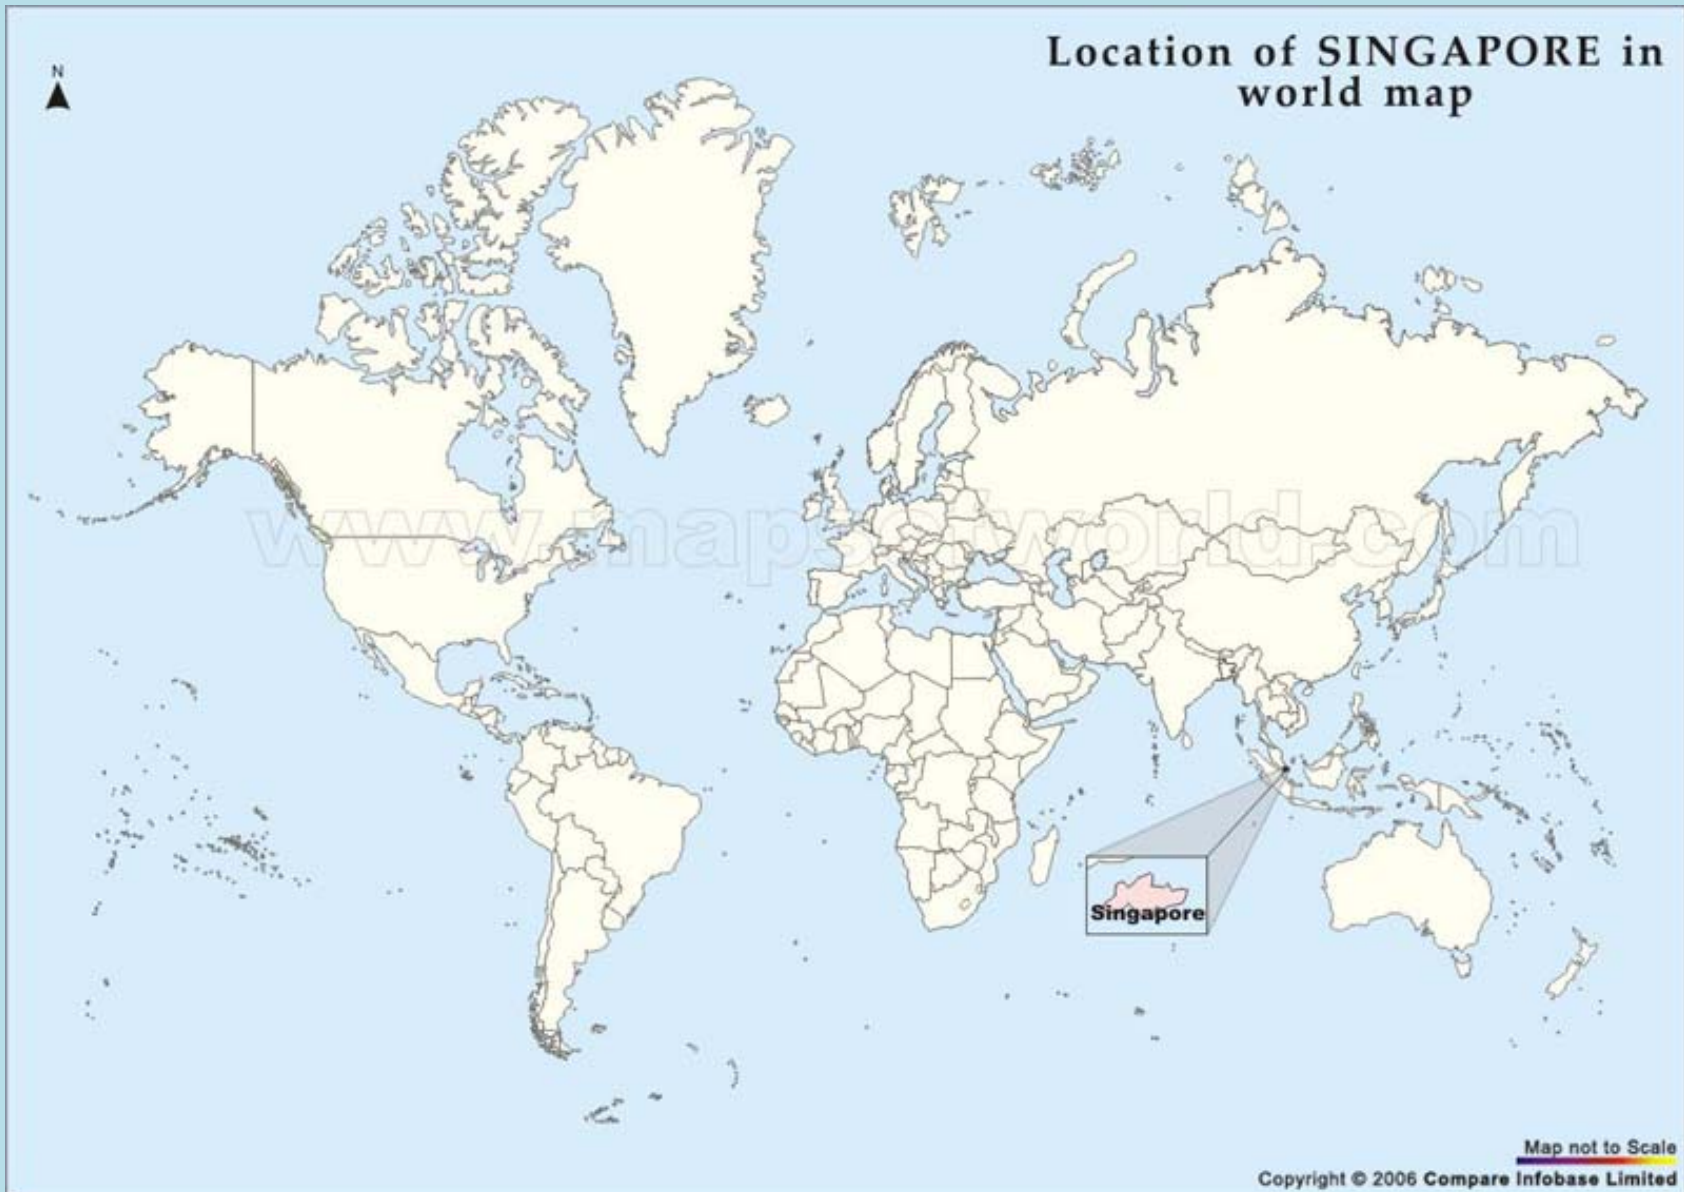 Location of SINGAPORE in
world map
N
www.mapsofworld.com
Singapore
Map not to Scale
Copyright © 2006 Compare Infobase Limited